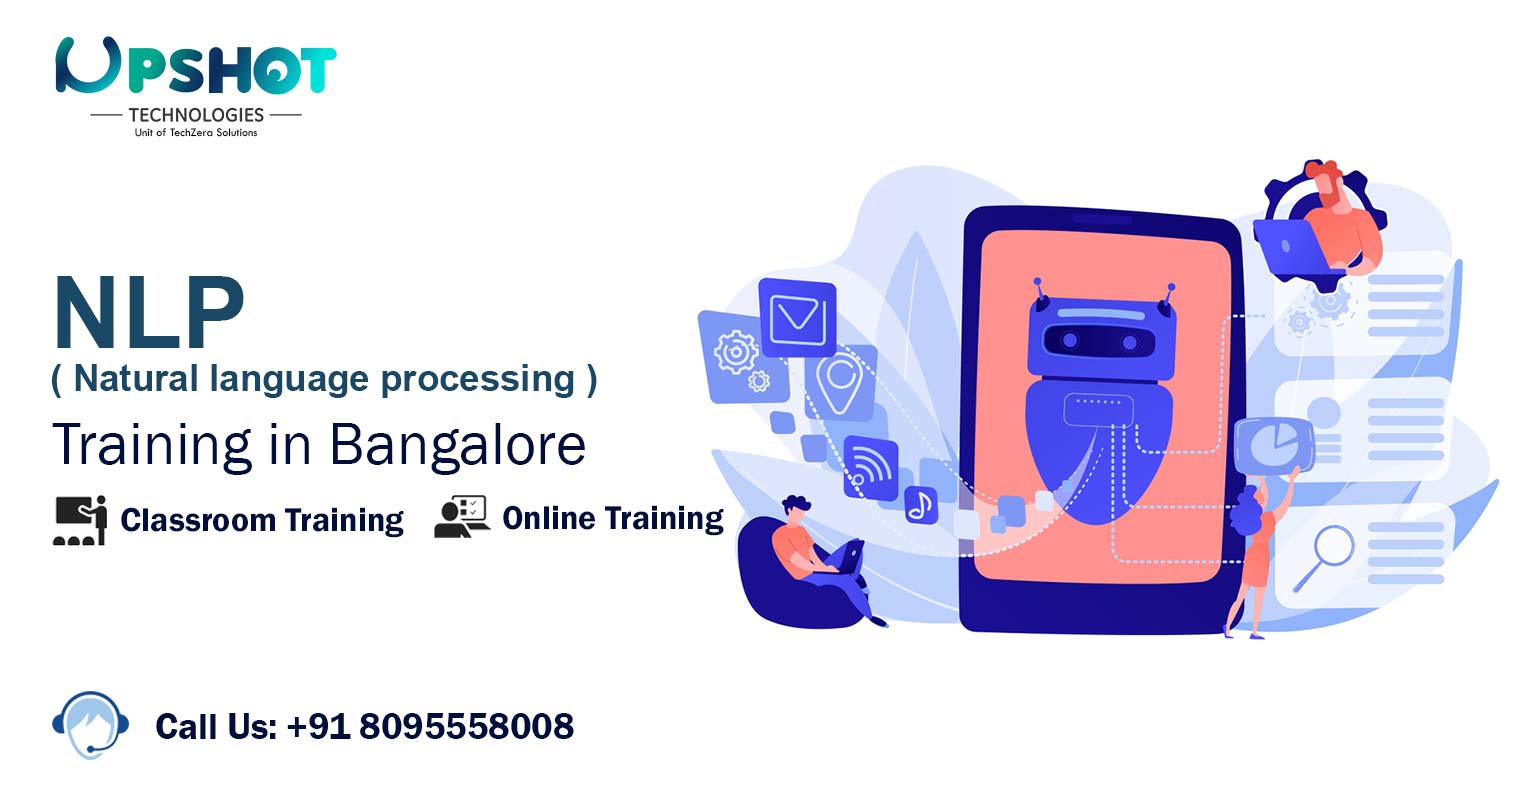 UPSHOT
TECHNOLOGIES
Unit of TechZera Solutions
NLP
( Natural language processing )
Training in Bangalore
Classroom Training
Online Training
Call Us: +91 8095558008